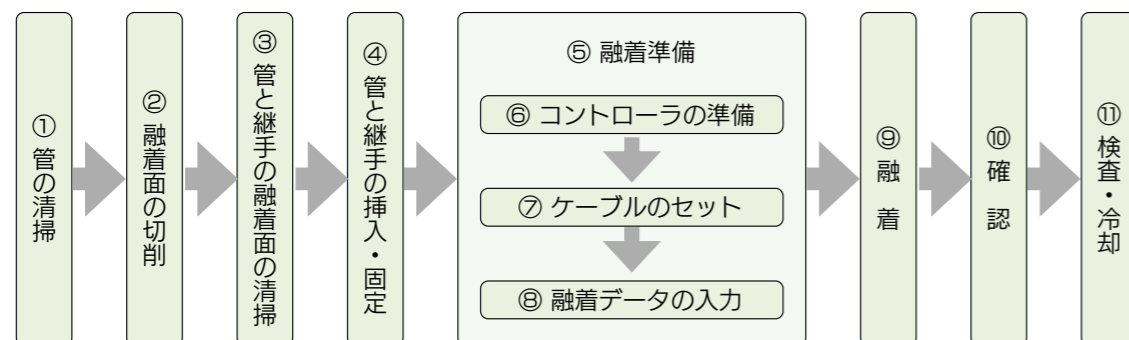 ① 管の清掃
② 融着面の切削
③ 管と継手の融着面の清掃
④ 管と継手の挿入・固定
⑤ 融着準備
⑥ コントローラの準備
⑦ ケーブルのセット
⑧ 融着データの入力
⑨ 融着
⑩ 確認
⑪ 検査・冷却